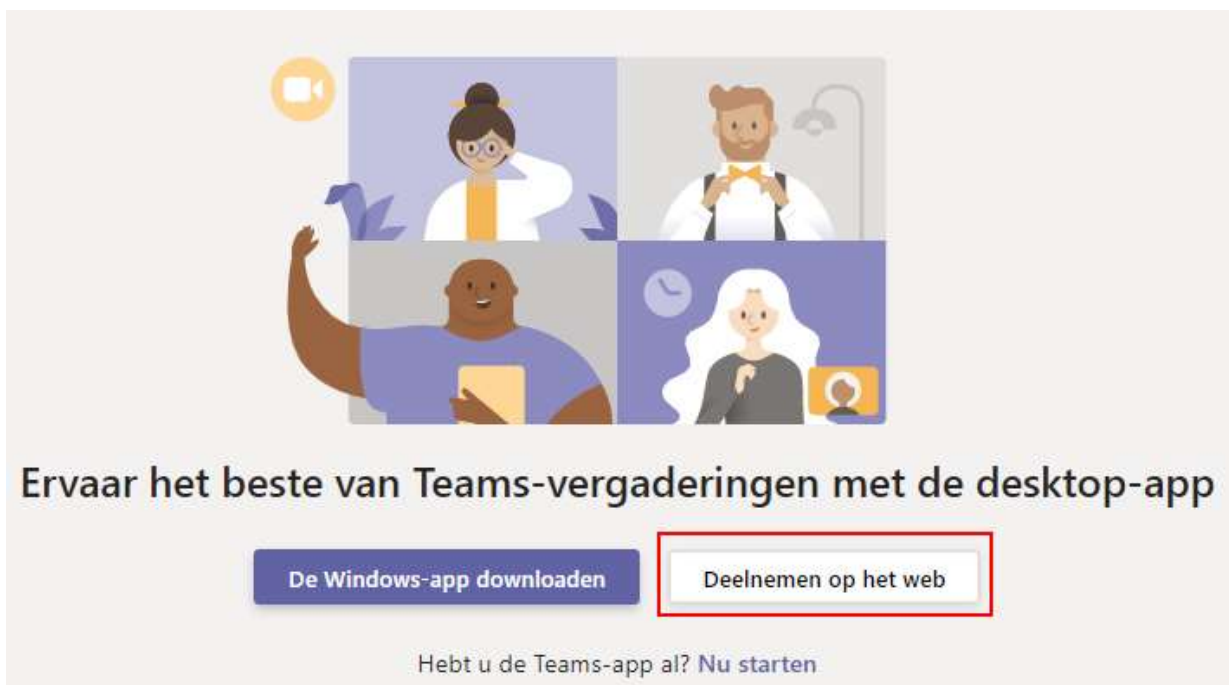 Ervaar het beste van Teams-vergaderingen met de desktop-app
De Windows-app downloaden
Deelnemen op het web
Hebt u de Teams-app al? Nu starten